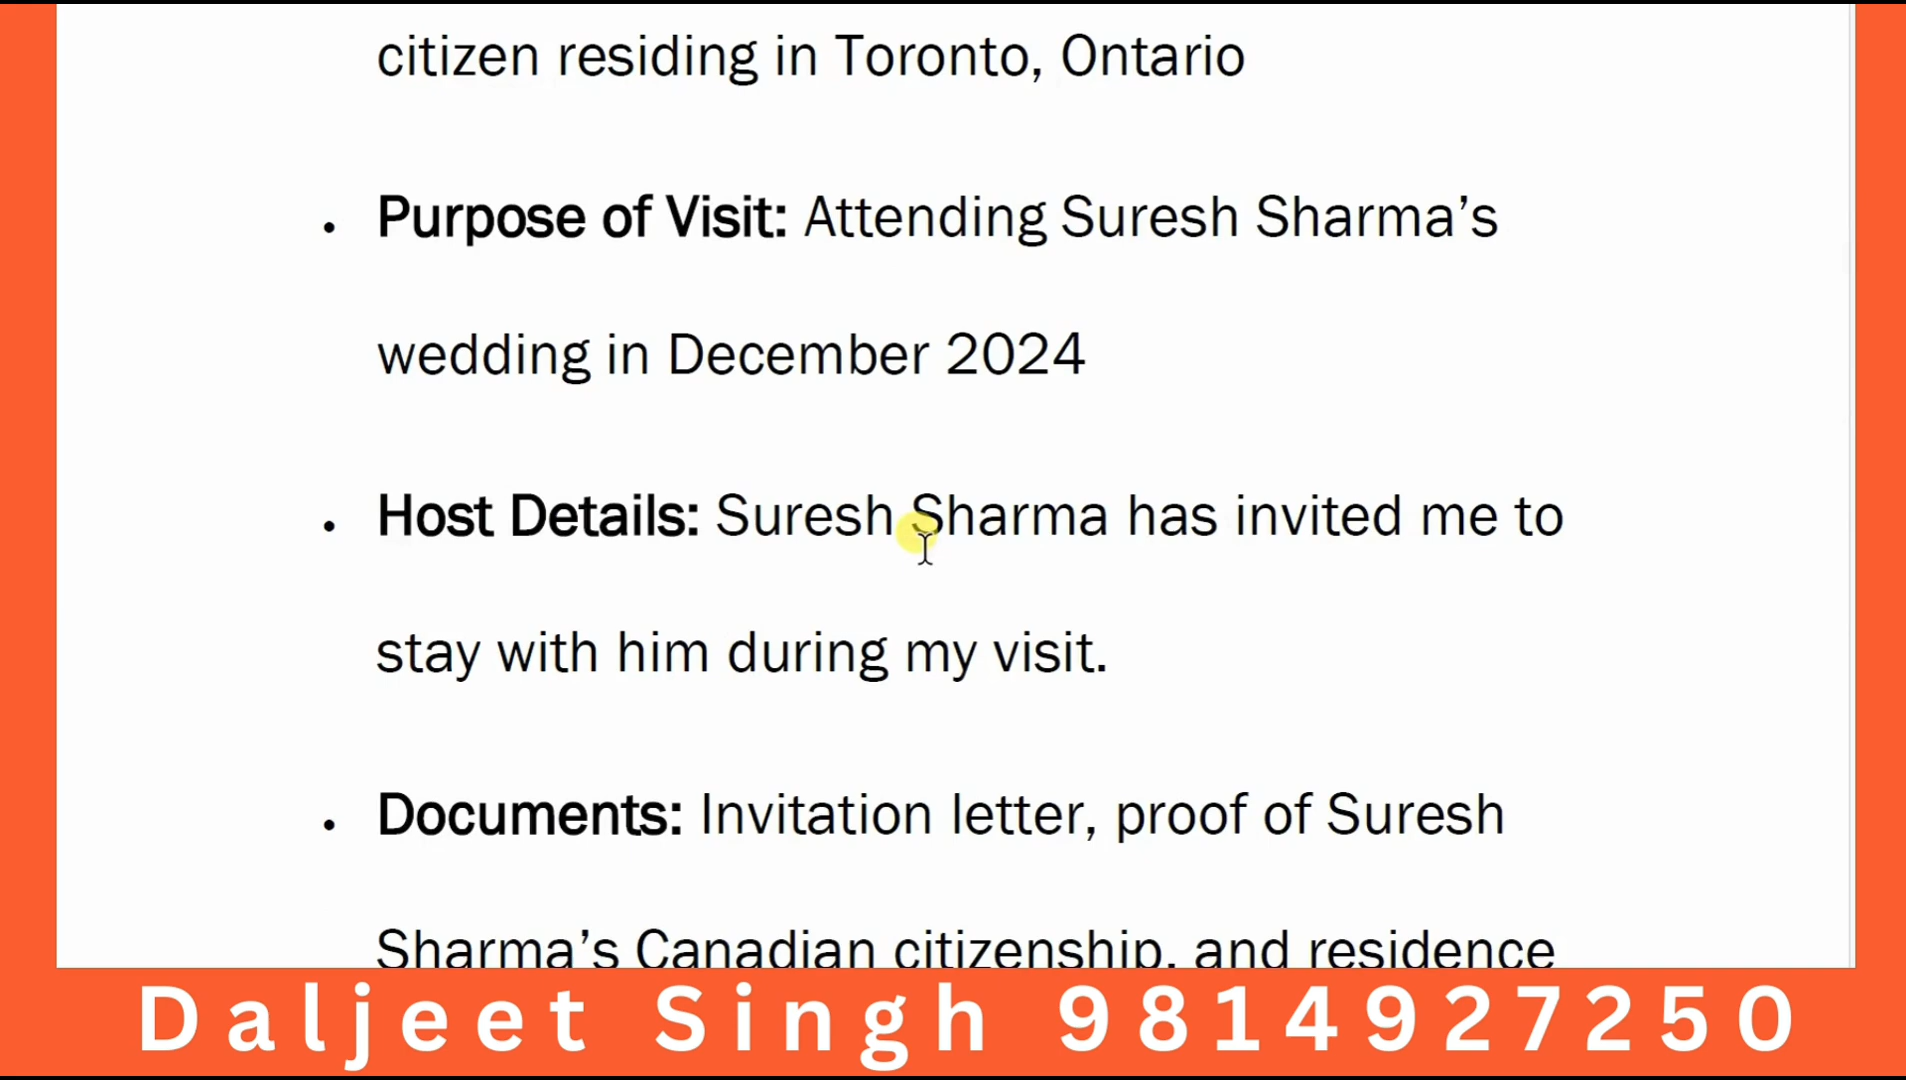 citizen residing in Toronto, Ontario
• Purpose of Visit: Attending Suresh Sharma’s
wedding in December 2024
• Host Details: Suresh Sharma has invited me to
stay with him during my visit.
• Documents: Invitation letter, proof of Suresh
Sharma’s Canadian citizenship, and residence
Daljeet Singh 9814927250